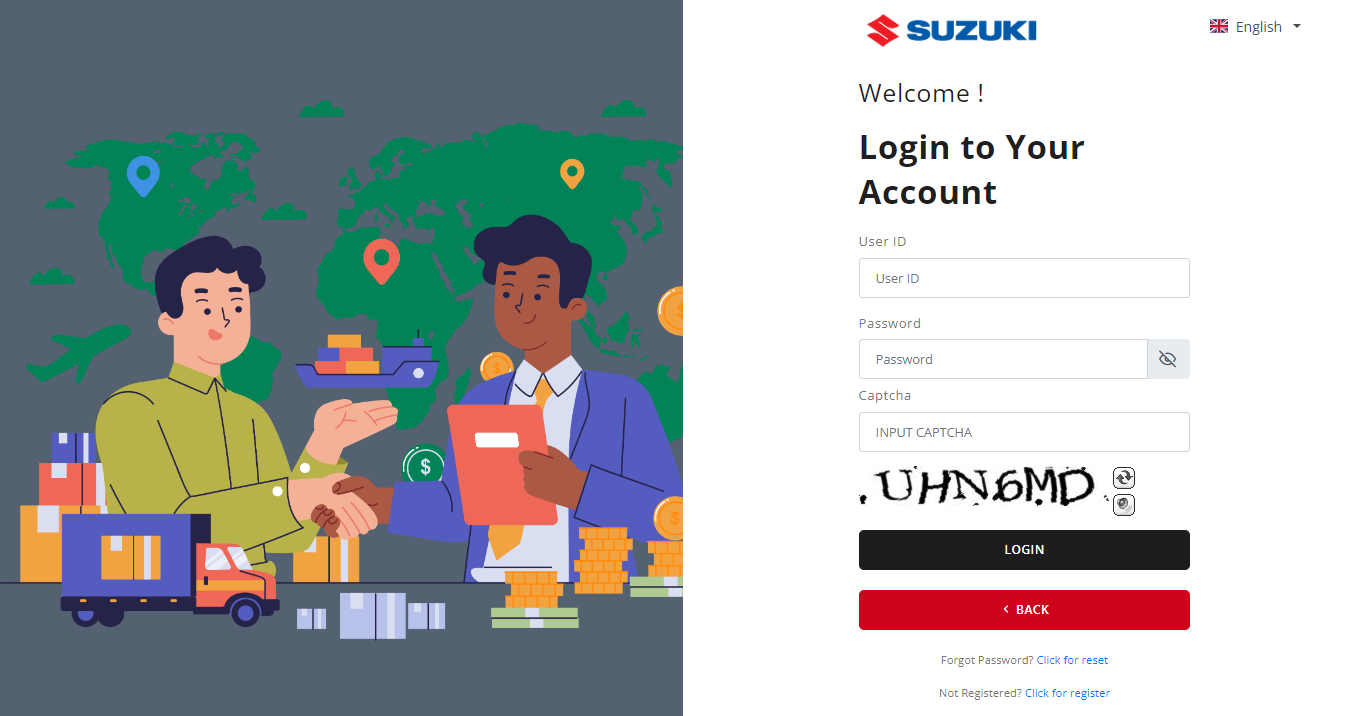 SUZUKI
English
Welcome !
Login to Your
Account
User ID
User ID
Password
Password
Captcha
INPUT CAPTCHA
UHN6MD
LOGIN
BACK
Forgot Password? Click for reset
Not Registered? Click for register
$
$
$
$